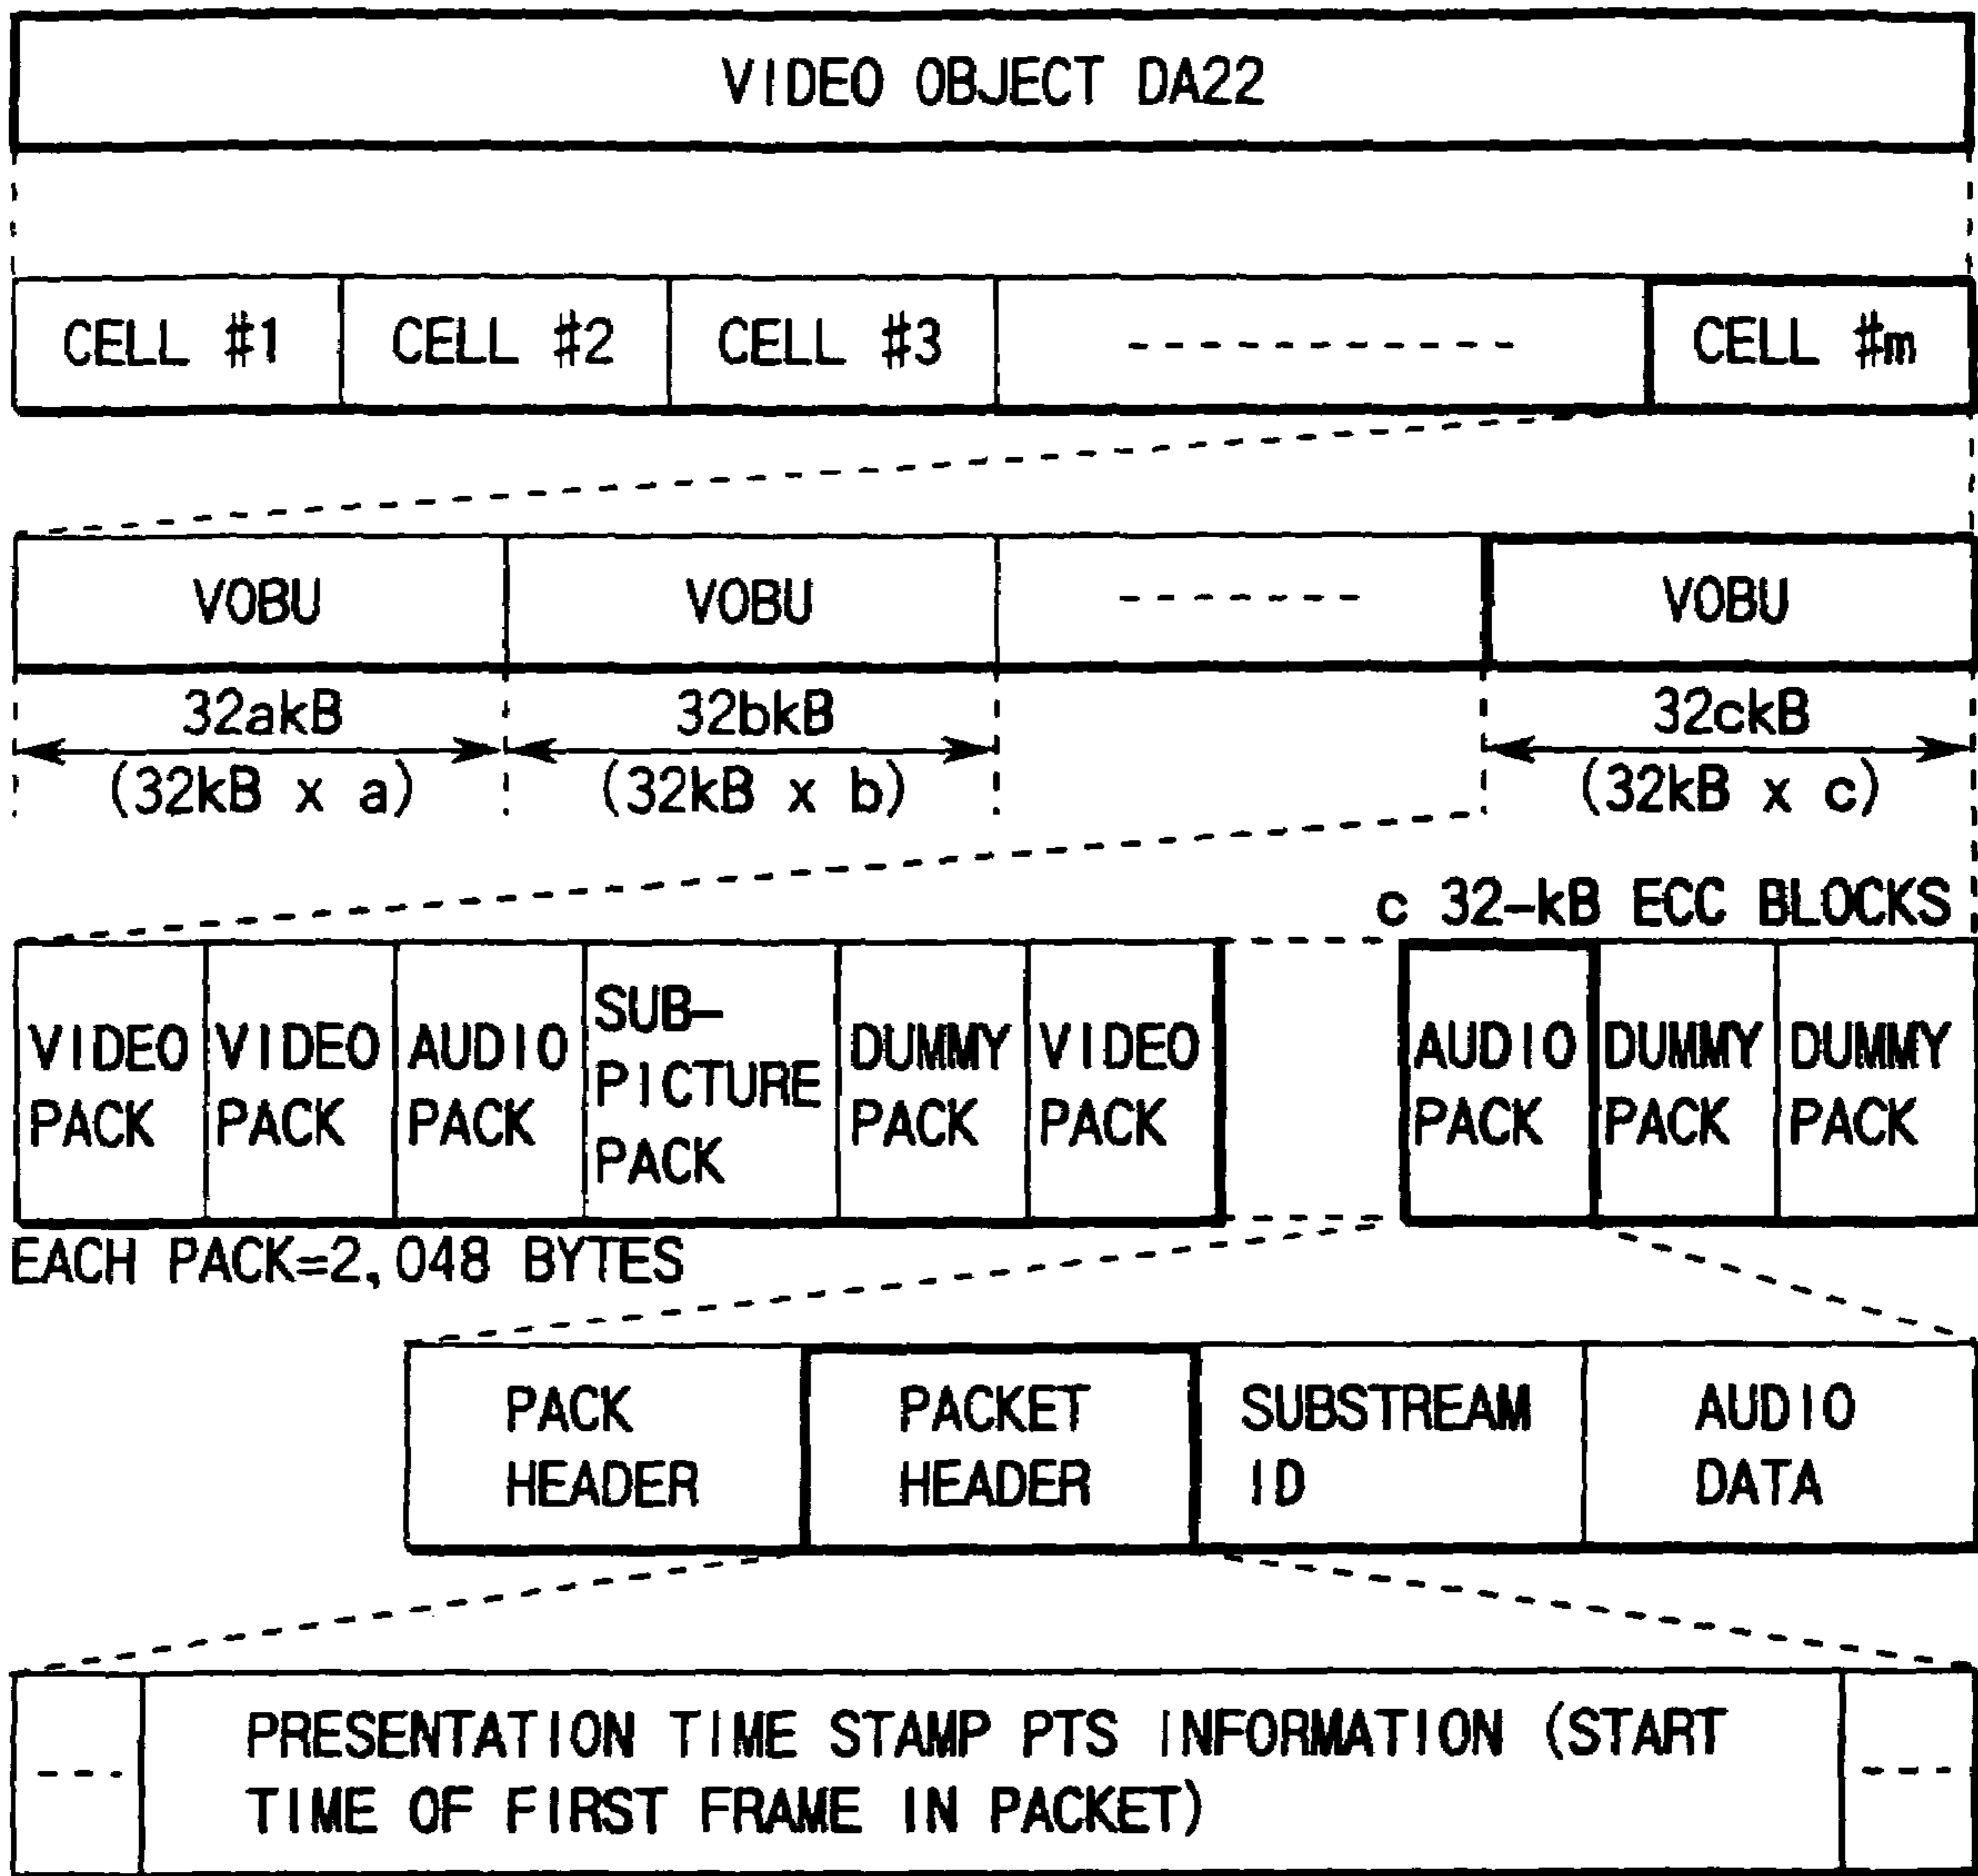 VIDEO OBJECT DA22
CELL #1
CELL #2
CELL #3
CELL #m
VOBU
VOBU
VOBU
32akB
(32kB x a)
32bkB
(32kB x b)
32ckB
(32kB x c)
c 32-kB ECC BLOCKS
VIDEO
PACK
VIDEO
PACK
AUDIO
PACK
SUB-
PICTURE
PACK
DUMMY
PACK
VIDEO
PACK
AUDIO
PACK
DUMMY
PACK
DUMMY
PACK
EACH PACK=2,048 BYTES
PACK
HEADER
PACKET
HEADER
SUBSTREAM
ID
AUDIO
DATA
PRESENTATION TIME STAMP PTS INFORMATION (START
TIME OF FIRST FRAME IN PACKET)